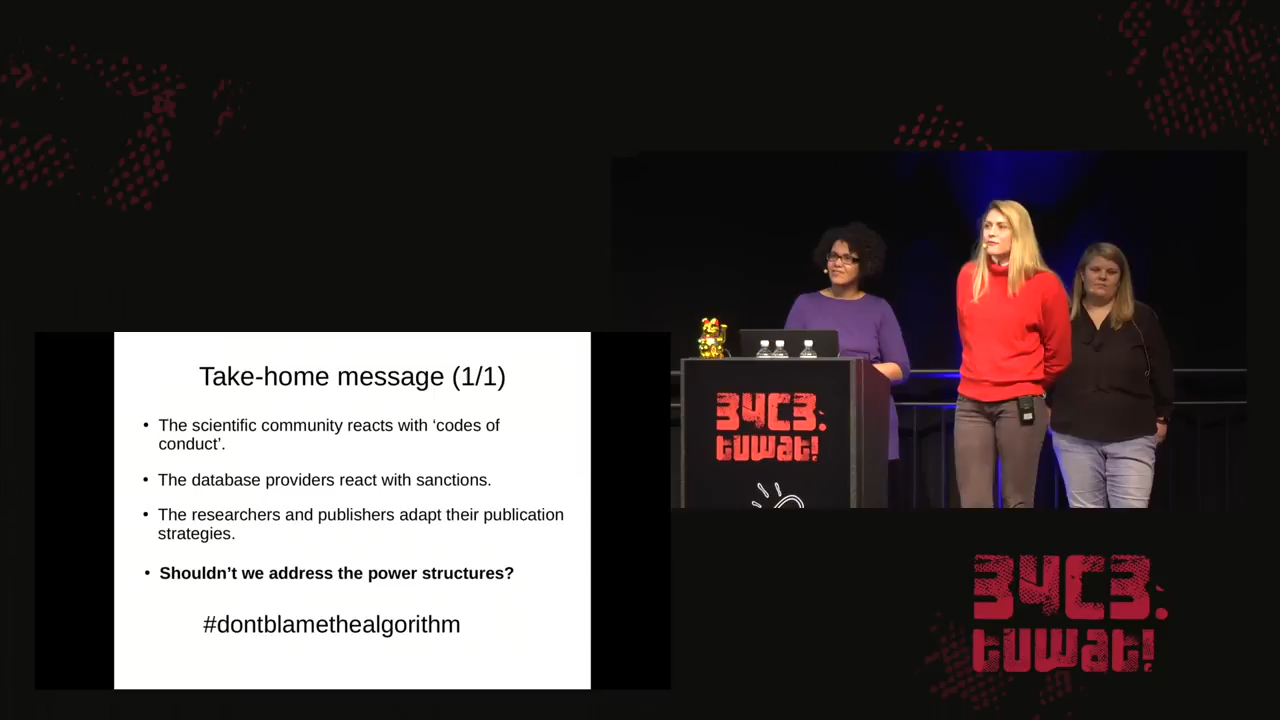 Take-home message (1/1)
• The scientific community reacts with ‘codes of
conduct’.
• The database providers react with sanctions.
• The researchers and publishers adapt their publication
strategies.
• Shouldn’t we address the power structures?
#dontblamethealgorithm
34C3:
tuwat!
34C3.
tuwat!